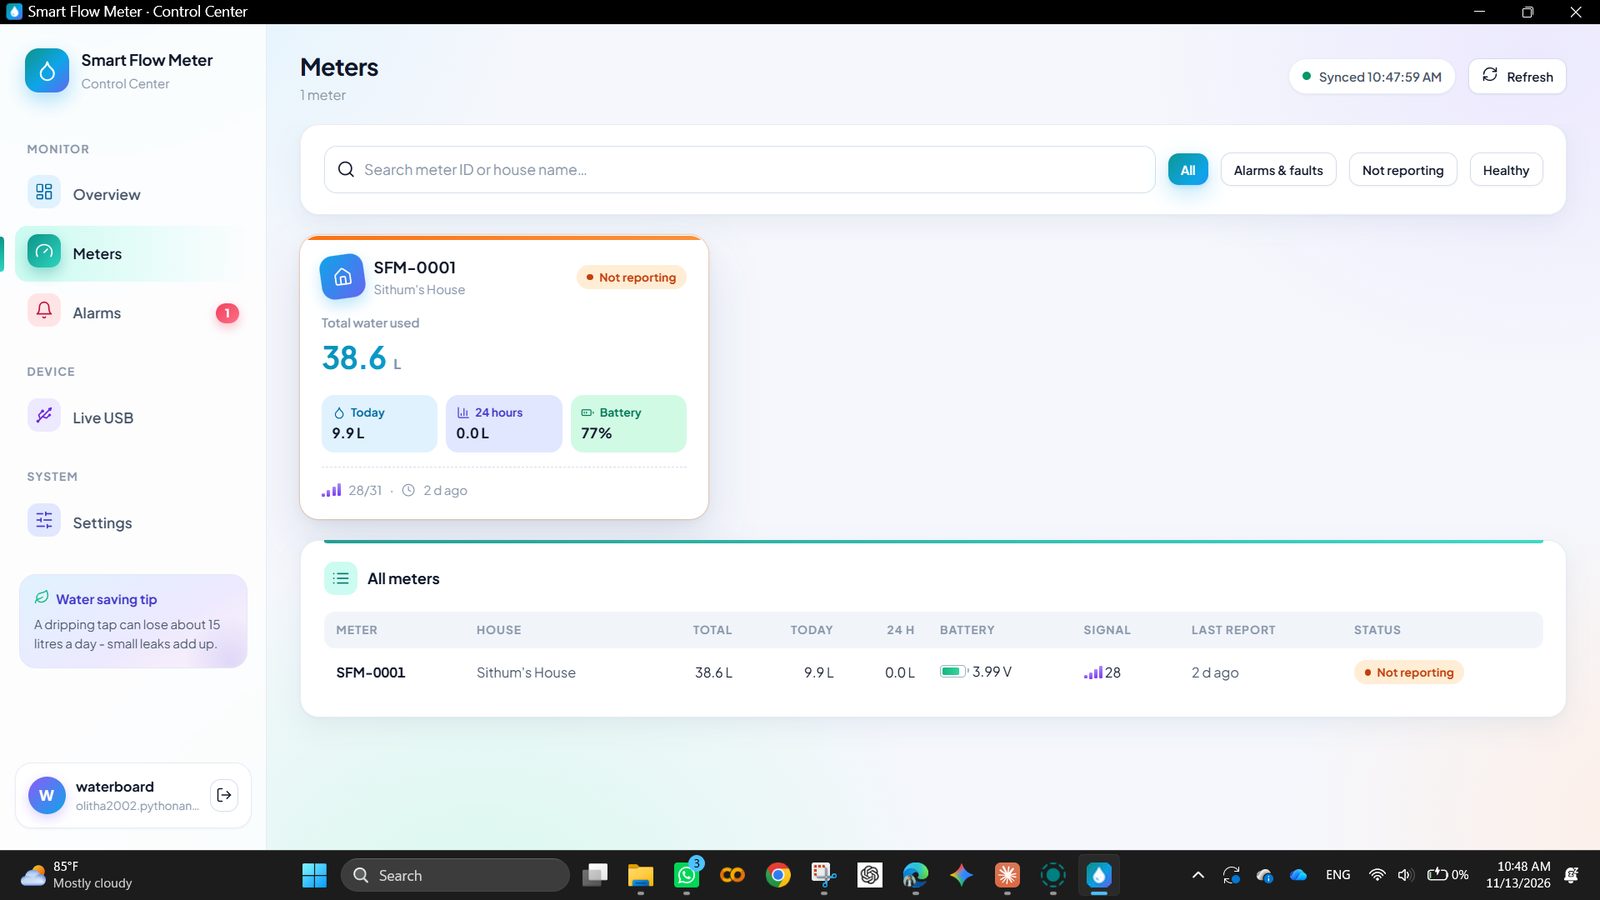 Smart Flow Meter · Control Center
Smart Flow Meter
Control Center
MONITOR
Overview
Meters
Alarms
1
DEVICE
Live USB
SYSTEM
Settings
Water saving tip
A dripping tap can lose about 15
litres a day - small leaks add up.
W
waterboard
olitha2002.pythonan...
Meters
1 meter
Synced 10:47:59 AM
Refresh
Search meter ID or house name...
All
Alarms & faults
Not reporting
Healthy
SFM-0001
Sithum's House
Not reporting
Total water used
38.6 L
Today
9.9 L
24 hours
0.0 L
Battery
77%
28/31 · 2 d ago
All meters
METER HOUSE TOTAL TODAY 24 H BATTERY SIGNAL LAST REPORT STATUS
SFM-0001 Sithum's House 38.6 L 9.9 L 0.0 L 3.99 V 28 2 d ago Not reporting
85°F
Mostly cloudy
Search
3
ENG
0%
10:48 AM
11/13/2026